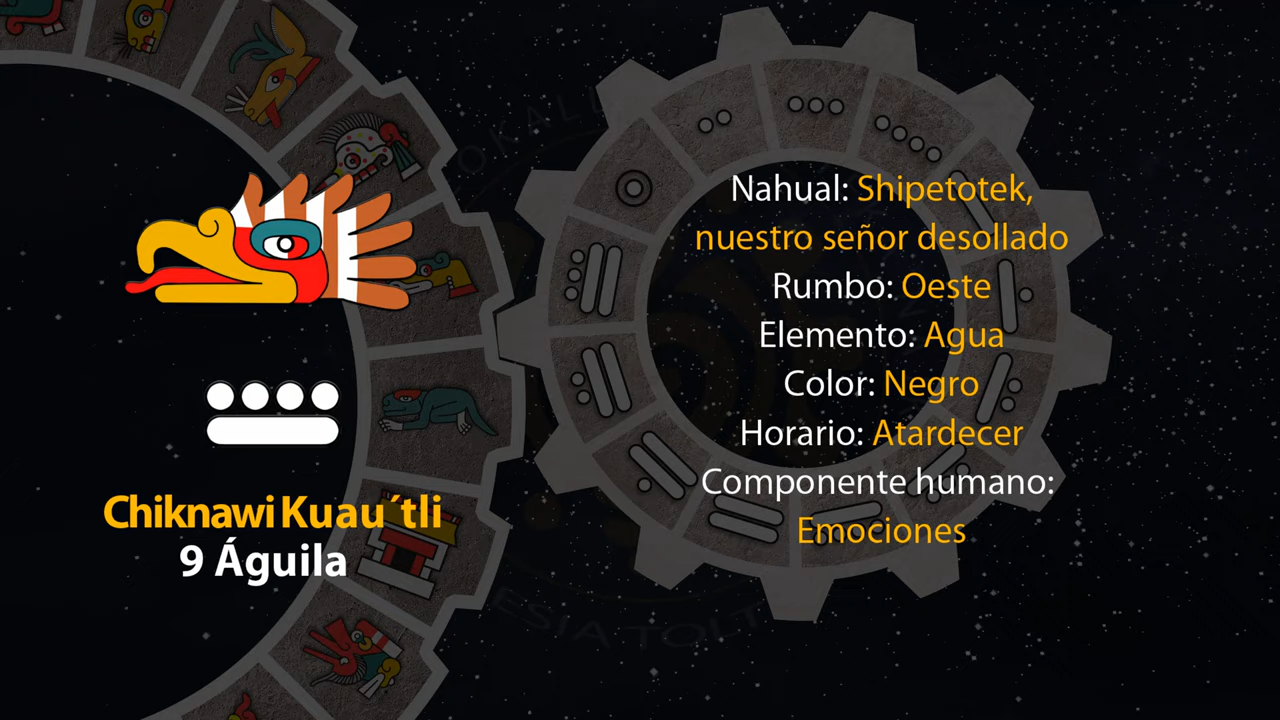 Chiknawi Kuau´tli
9 Águila
Nahual: Shipetotek,
nuestro señor desollado
Rumbo: Oeste
Elemento: Agua
Color: Negro
Horario: Atardecer
Componente humano:
Emociones